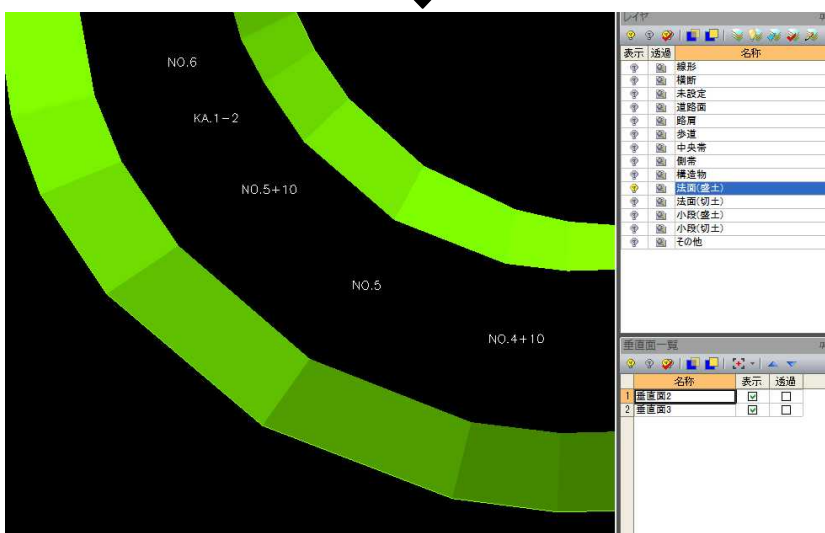 レイヤ
表示 透過 名称
線形
横断
未設定
道路面
路肩
歩道
中央帯
側帯
構造物
法面(盛土)
法面(切土)
小段(盛土)
小段(切土)
その他
NO.6
KA.1-2
NO.5+10
NO.5
NO.4+10
垂直面一覧
名称 表示 透過
1 垂直面2
2 垂直面3